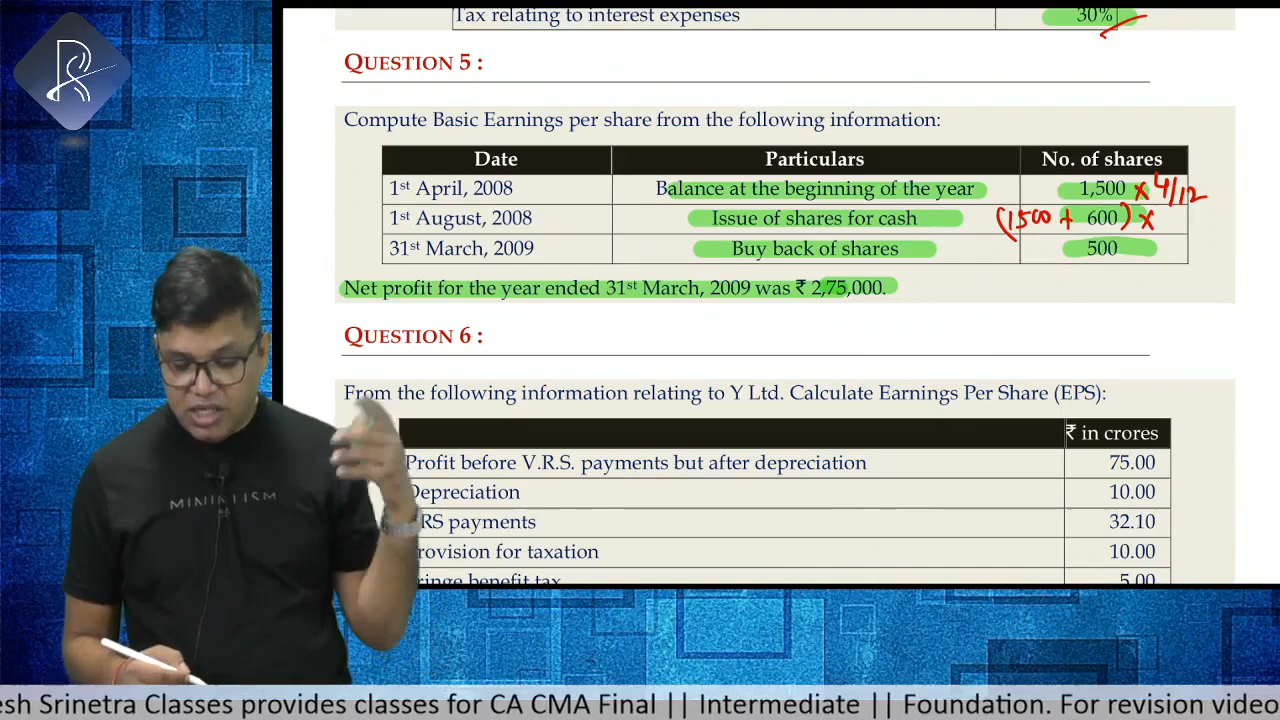 Tax relating to interest expenses 30%
QUESTION 5 :
Compute Basic Earnings per share from the following information:
Date Particulars No. of shares
1st April, 2008 Balance at the beginning of the year 1,500 × 4/12
1st August, 2008 Issue of shares for cash (1500 + 600) ×
31st March, 2009 Buy back of shares 500
Net profit for the year ended 31st March, 2009 was ₹ 2,75,000.
QUESTION 6 :
From the following information relating to Y Ltd. Calculate Earnings Per Share (EPS):
₹ in crores
Profit before V.R.S. payments but after depreciation 75.00
Depreciation 10.00
RS payments 32.10
rovision for taxation 10.00
ringe benefit tax 5.00
MINIMALISM
esh Srinetra Classes provides classes for CA CMA Final || Intermediate || Foundation. For revision video